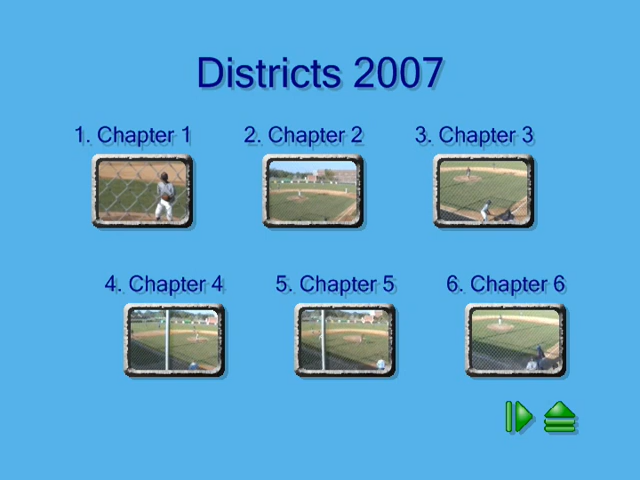 Districts 2007
1. Chapter 1
2. Chapter 2
3. Chapter 3
4. Chapter 4
5. Chapter 5
6. Chapter 6